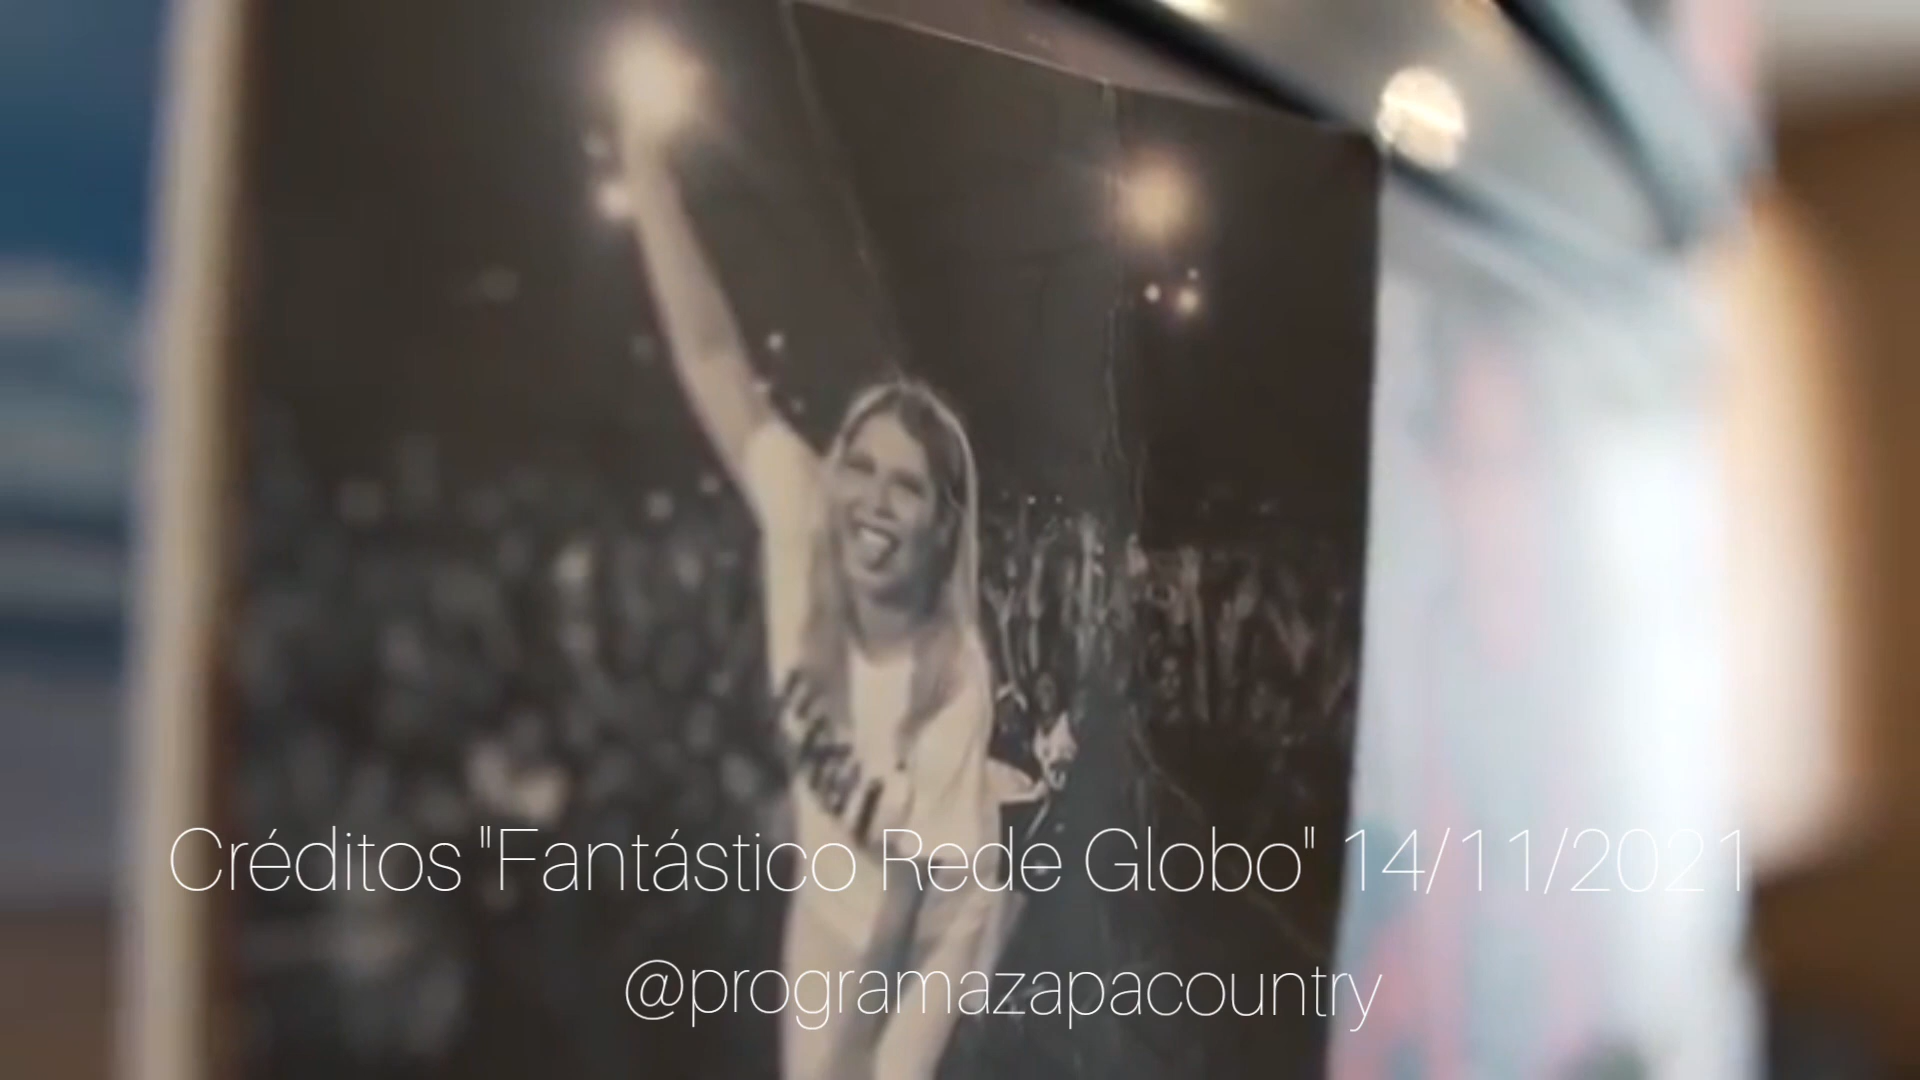 Créditos "Fantástico Rede Globo" 14/11/2021
@programazapacountry